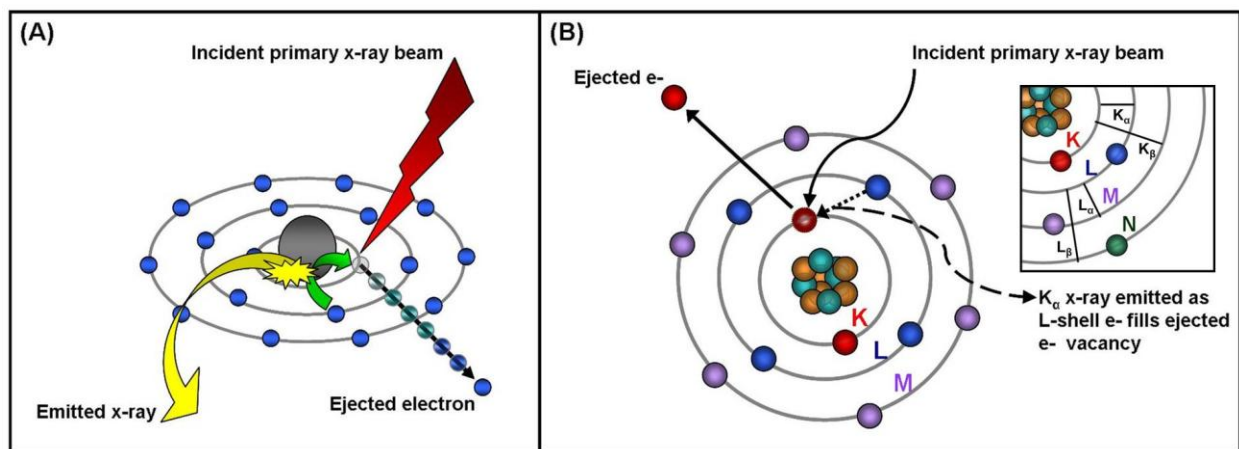 (A)
Incident primary x-ray beam
Emitted x-ray
Ejected electron
(B)
Incident primary x-ray beam
Ejected e-
K
L
M
Kα x-ray emitted as
L-shell e- fills ejected
e- vacancy
Kα
Kβ
K
L
M
Lα
Lβ
N